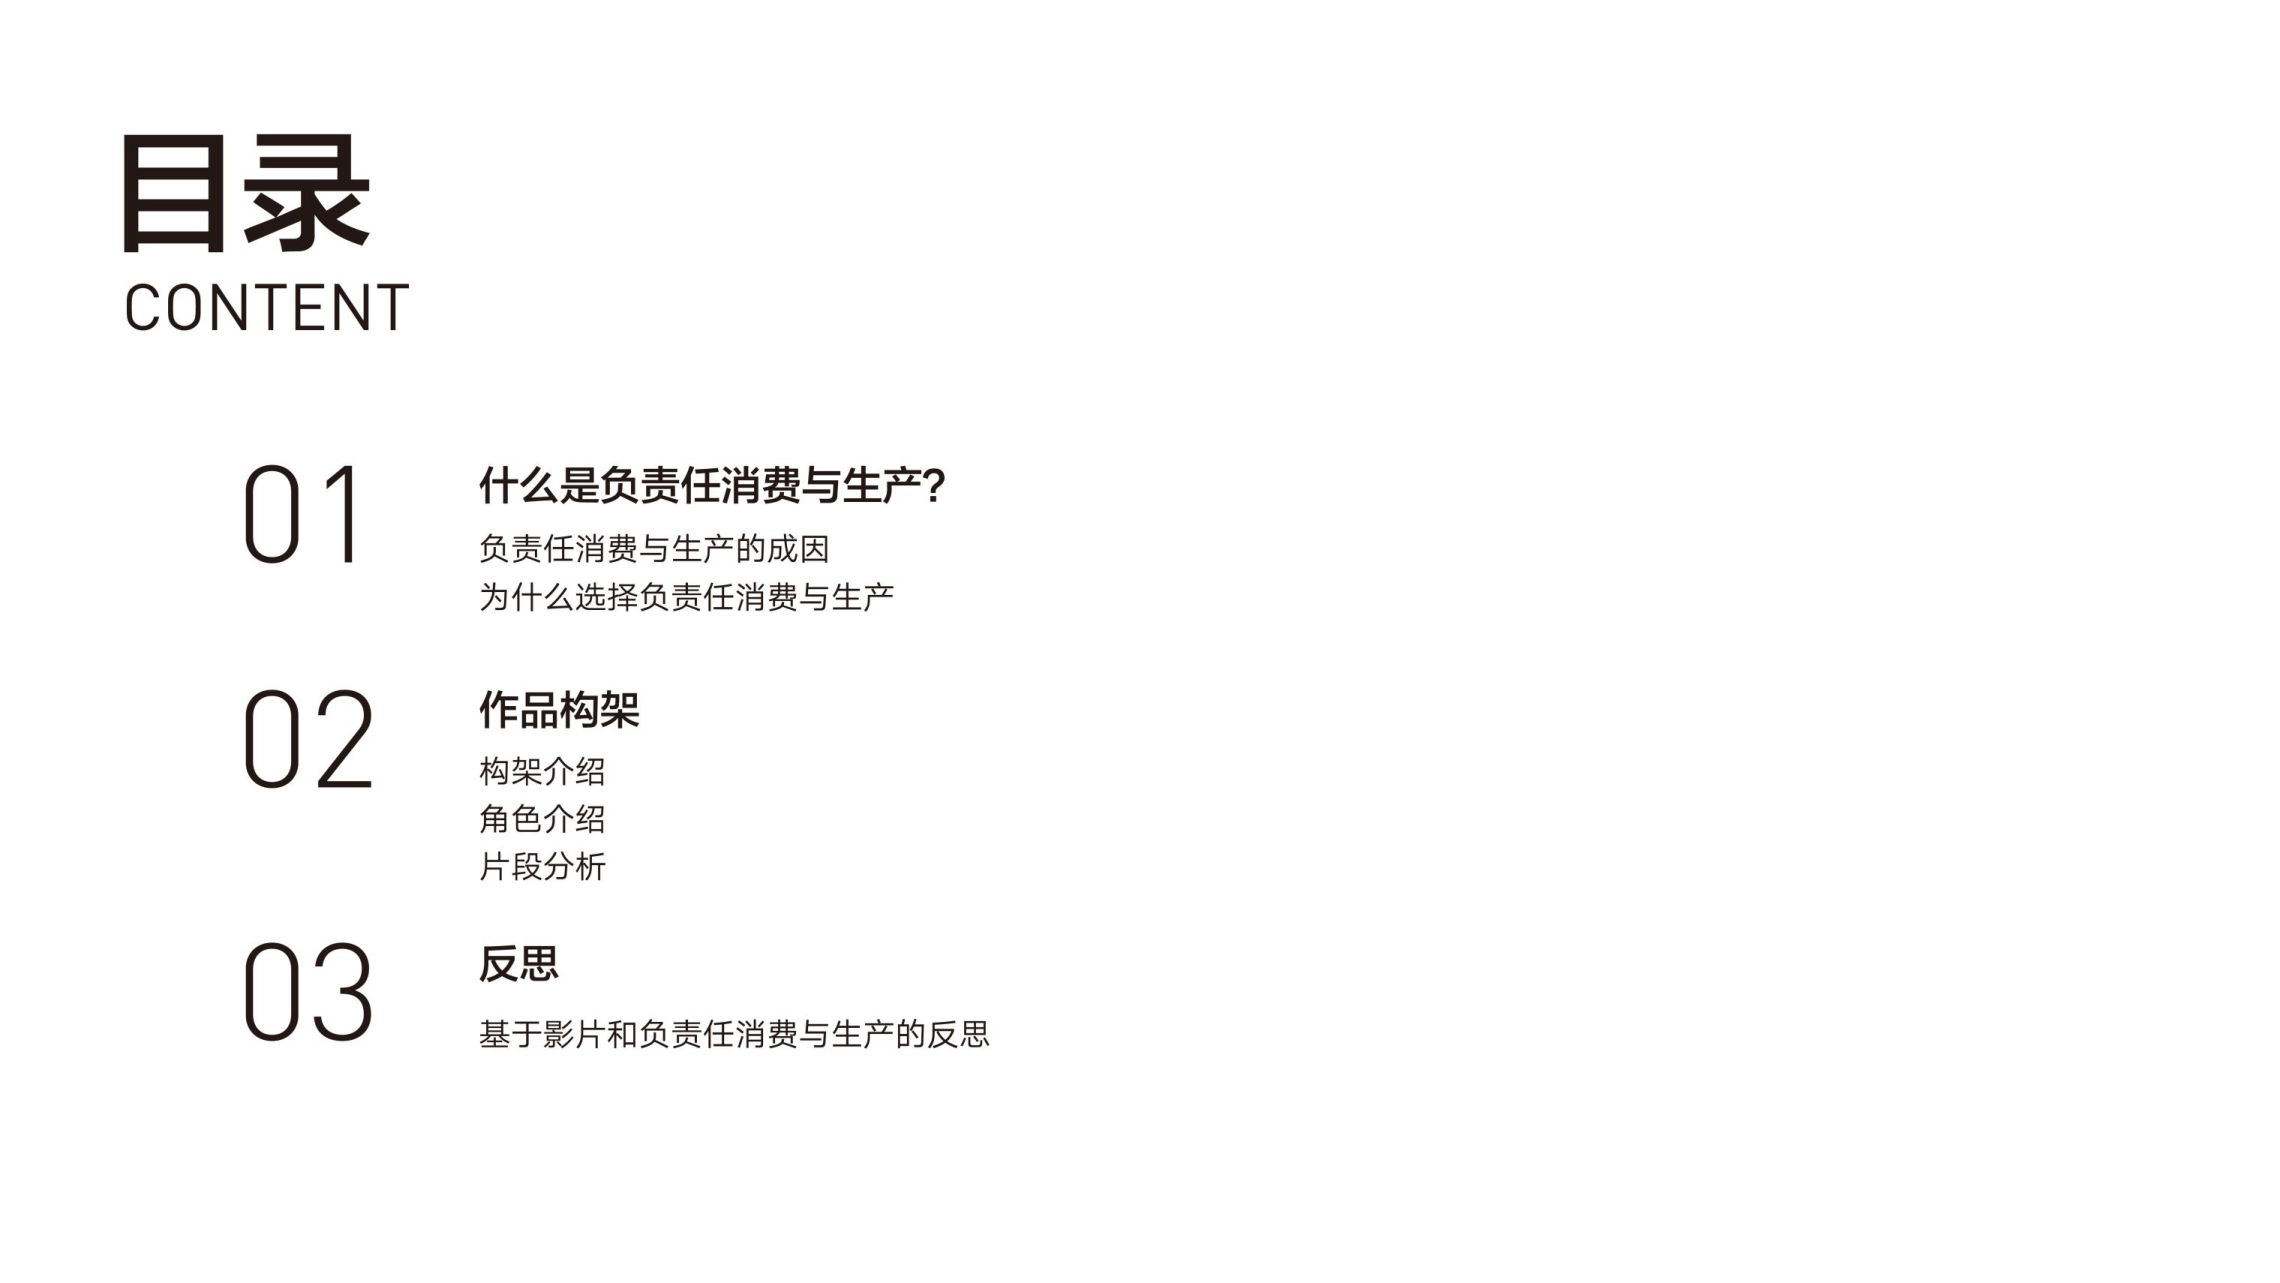 目录
CONTENT
01
什么是负责任消费与生产?
负责任消费与生产的成因
为什么选择负责任消费与生产
02
作品构架
构架介绍
角色介绍
片段分析
03
反思
基于影片和负责任消费与生产的反思